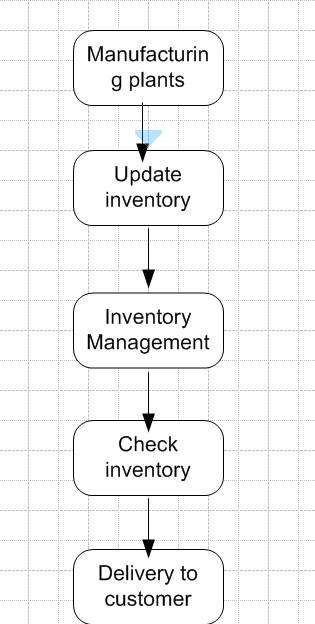 Manufacturin
g plants
Update
inventory
Inventory
Management
Check
inventory
Delivery to
customer